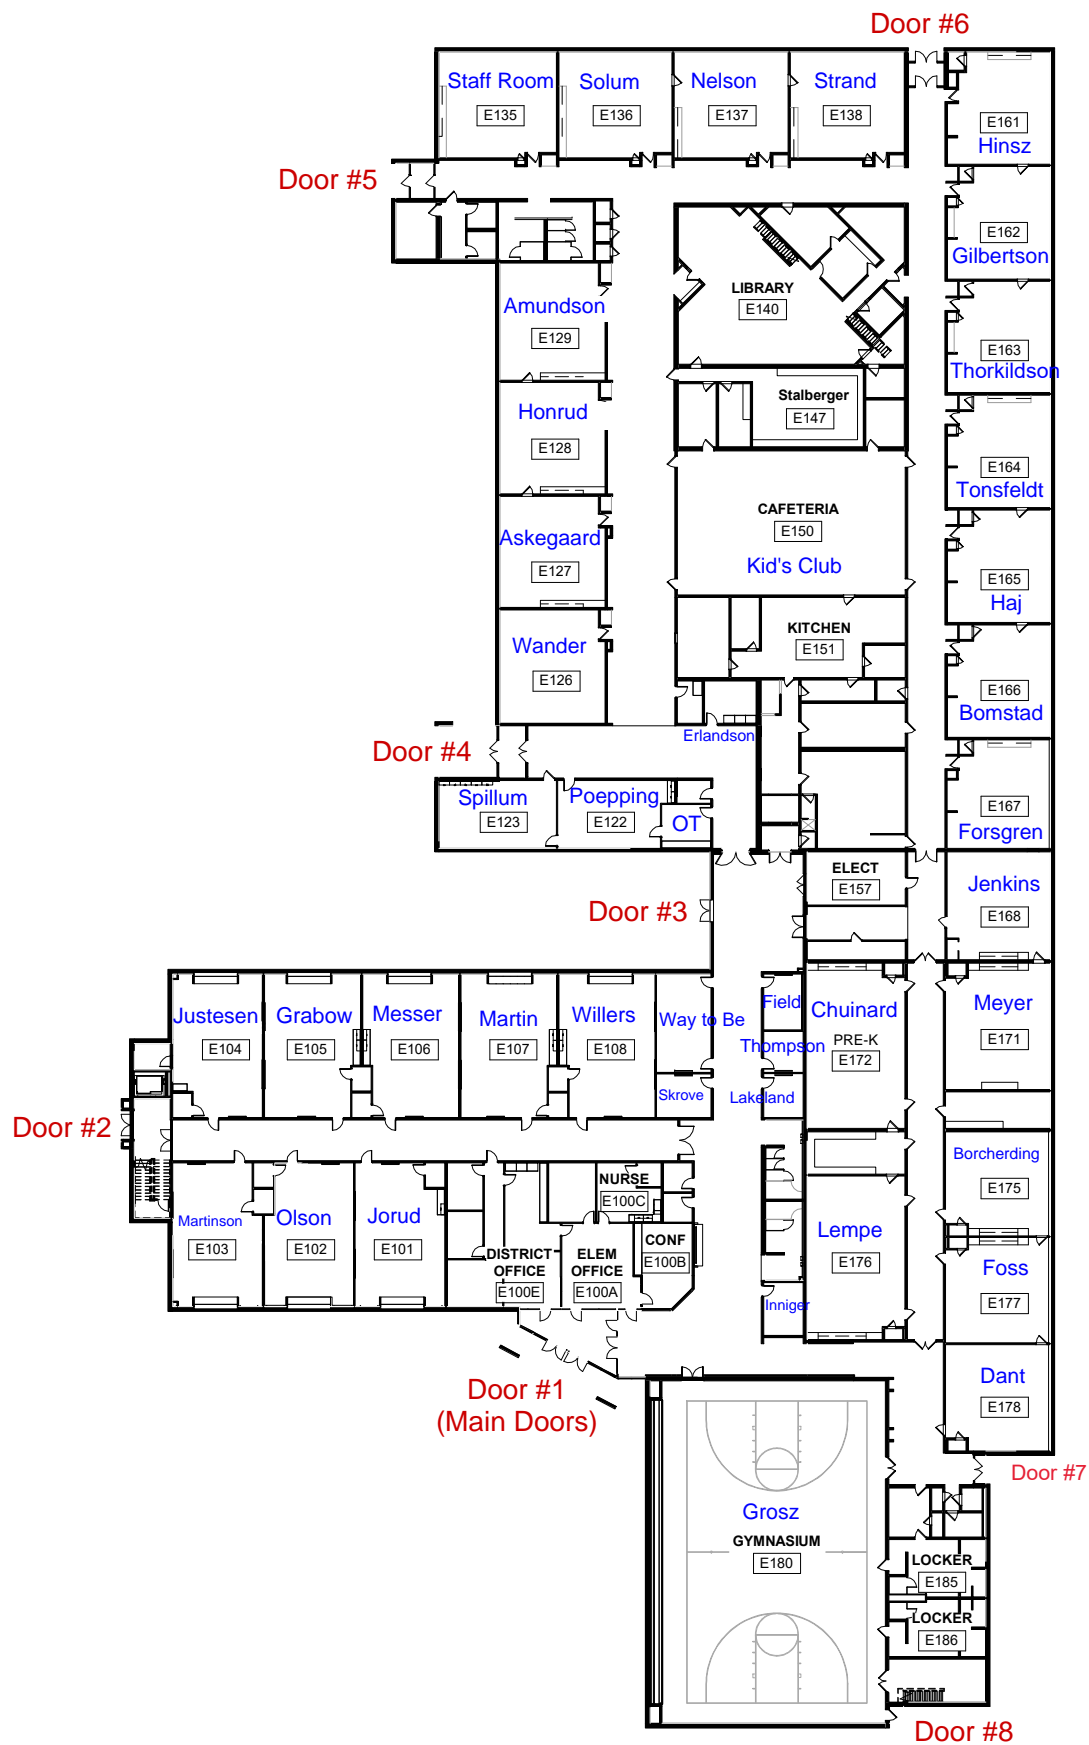 Door #6
Staff Room
E135
Solum
E136
Nelson
E137
Strand
E138
E161
Hinsz
Door #5
E162
Gilbertson
LIBRARY
E140
Amundson
E129
E163
Thorkildson
Stalberger
E147
Honrud
E128
E164
Tonsfeldt
CAFETERIA
E150
Kid's Club
Askegaard
E127
E165
Haj
KITCHEN
E151
Wander
E126
E166
Bomstad
Erlandson
Door #4
Spillum
E123
Poepping
E122
OT
E167
Forsgren
ELECT
E157
Jenkins
E168
Door #3
Justesen
E104
Grabow
E105
Messer
E106
Martin
E107
Willers
E108
Way to Be
Skrove
Field
Thompson
Lakeland
Chuinard
PRE-K
E172
Meyer
E171
Door #2
Martinson
E103
Olson
E102
Jorud
E101
NURSE
E100C
DISTRICT
OFFICE
E100E
ELEM
OFFICE
E100A
CONF
E100B
Inniger
Lempe
E176
Borcherding
E175
Foss
E177
Dant
E178
Door #1
(Main Doors)
Door #7
Grosz
GYMNASIUM
E180
LOCKER
E185
LOCKER
E186
Door #8